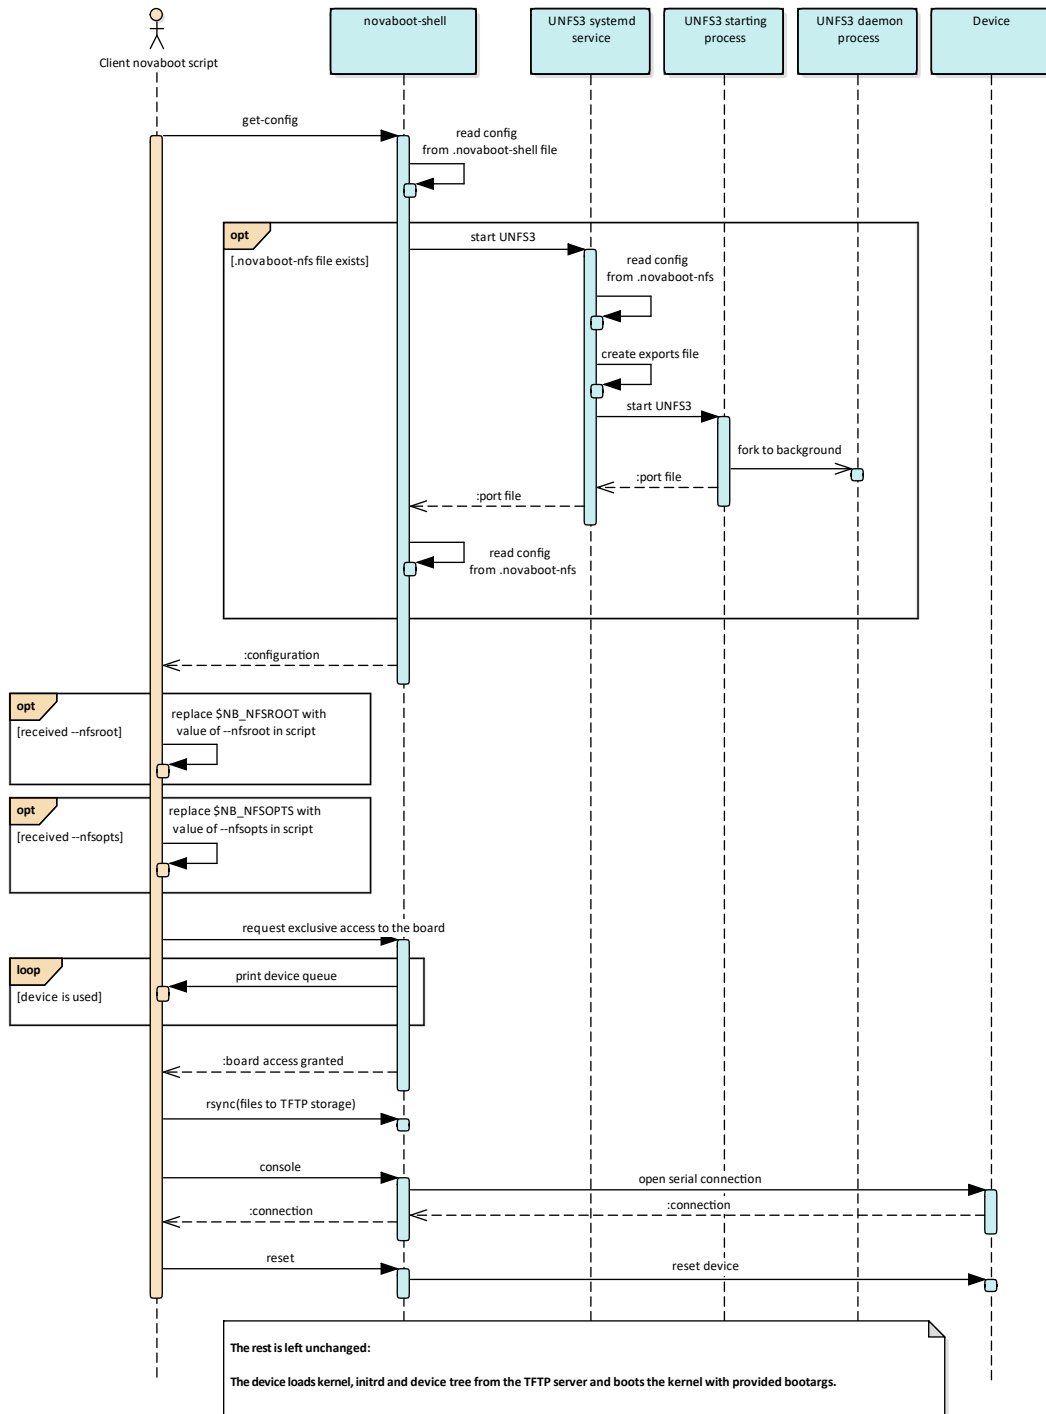 novaboot-shell
UNFS3 systemd
service
UNFS3 starting
process
UNFS3 daemon
process
Device
Client novaboot script
get-config
read config
from .novaboot-shell file
opt
[.novaboot-nfs file exists]
start UNFS3
read config
from .novaboot-nfs
create exports file
start UNFS3
fork to background
:port file
:port file
read config
from .novaboot-nfs
:configuration
opt
[received --nfsroot]
replace $NB_NFSROOT with
value of --nfsroot in script
opt
[received --nfsopts]
replace $NB_NFSOPTS with
value of --nfsopts in script
request exclusive access to the board
loop
[device is used]
print device queue
:board access granted
rsync(files to TFTP storage)
console
open serial connection
:connection
:connection
reset
reset device
The rest is left unchanged:
The device loads kernel, initrd and device tree from the TFTP server and boots the kernel with provided bootargs.